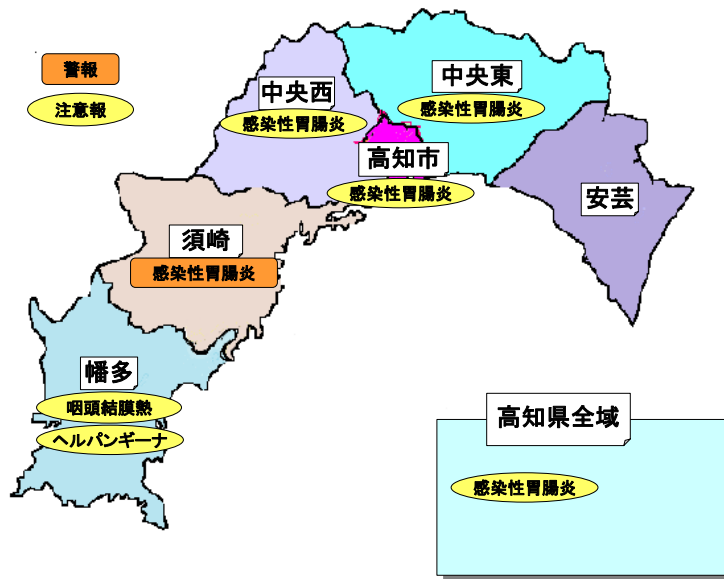 警報
注意報
中央西
感染性胃腸炎
中央東
感染性胃腸炎
高知市
感染性胃腸炎
安芸
須崎
感染性胃腸炎
幡多
咽頭結膜熱
ヘルパンギーナ
高知県全域
感染性胃腸炎